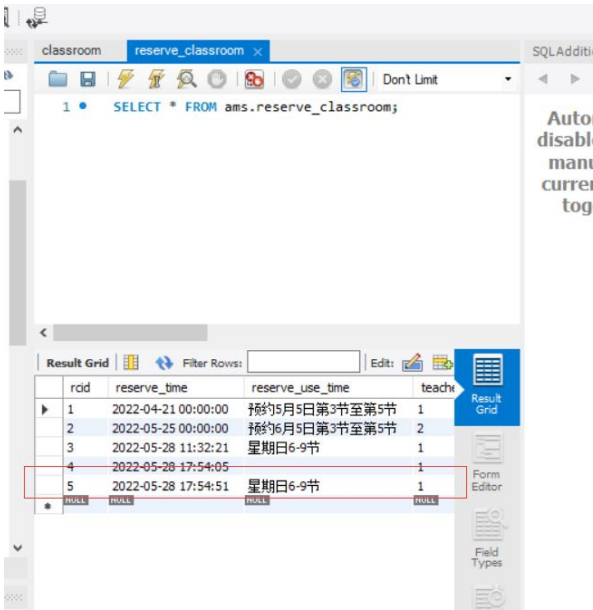 classroom reserve_classroom SQLAdditi
Don't Limit
1 SELECT * FROM ams.reserve_classroom;
Auto
disabl
manu
curre
tog
Result Grid Filter Rows: Edit:
rcid reserve_time reserve_use_time teache
1 2022-04-21 00:00:00 预约5月5日第3节至第5节 1
2 2022-05-25 00:00:00 预约6月5日第3节至第5节 2
3 2022-05-28 11:32:21 星期日6-9节 1
4 2022-05-28 17:54:05 1
5 2022-05-28 17:54:51 星期日6-9节 1
NULL NULL NULL NULL
Result
Grid
Form
Editor
Field
Types